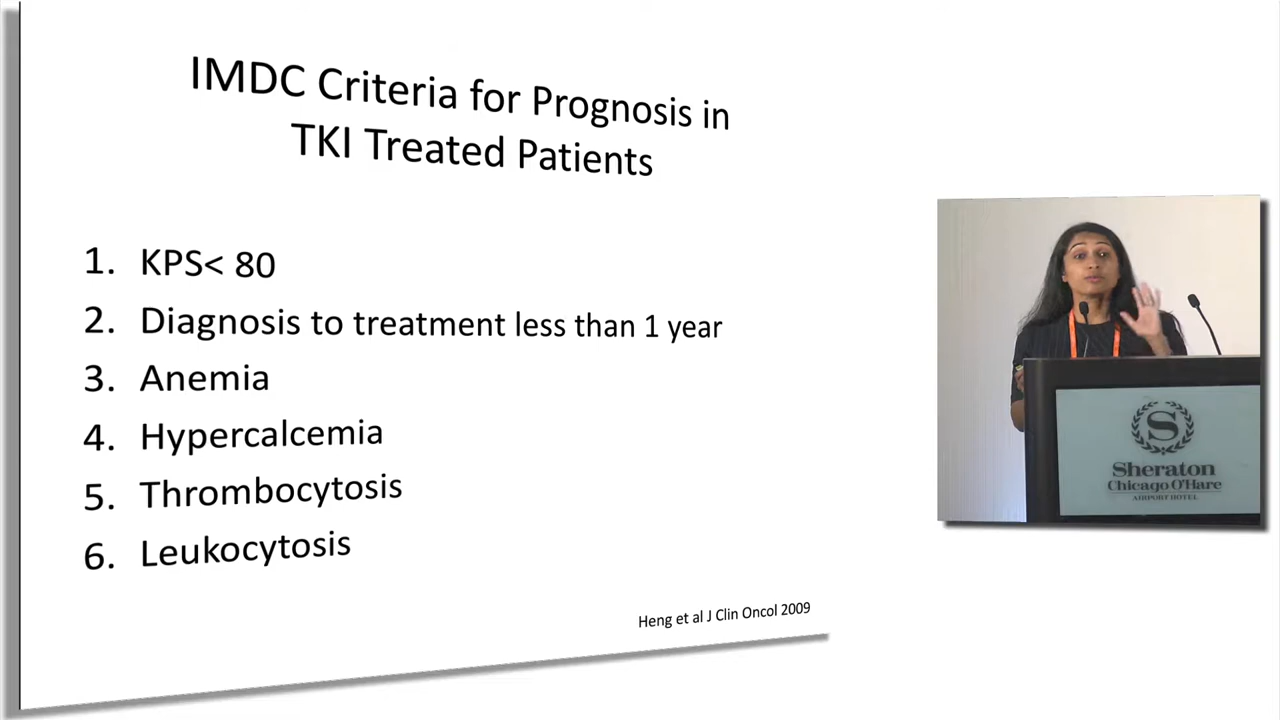 IMDC Criteria for Prognosis in
TKI Treated Patients
1. KPS< 80
2. Diagnosis to treatment less than 1 year
3. Anemia
4. Hypercalcemia
5. Thrombocytosis
6. Leukocytosis
Heng et al J Clin Oncol 2009
S
Sheraton
Chicago O'Hare
AIRPORT HOTEL